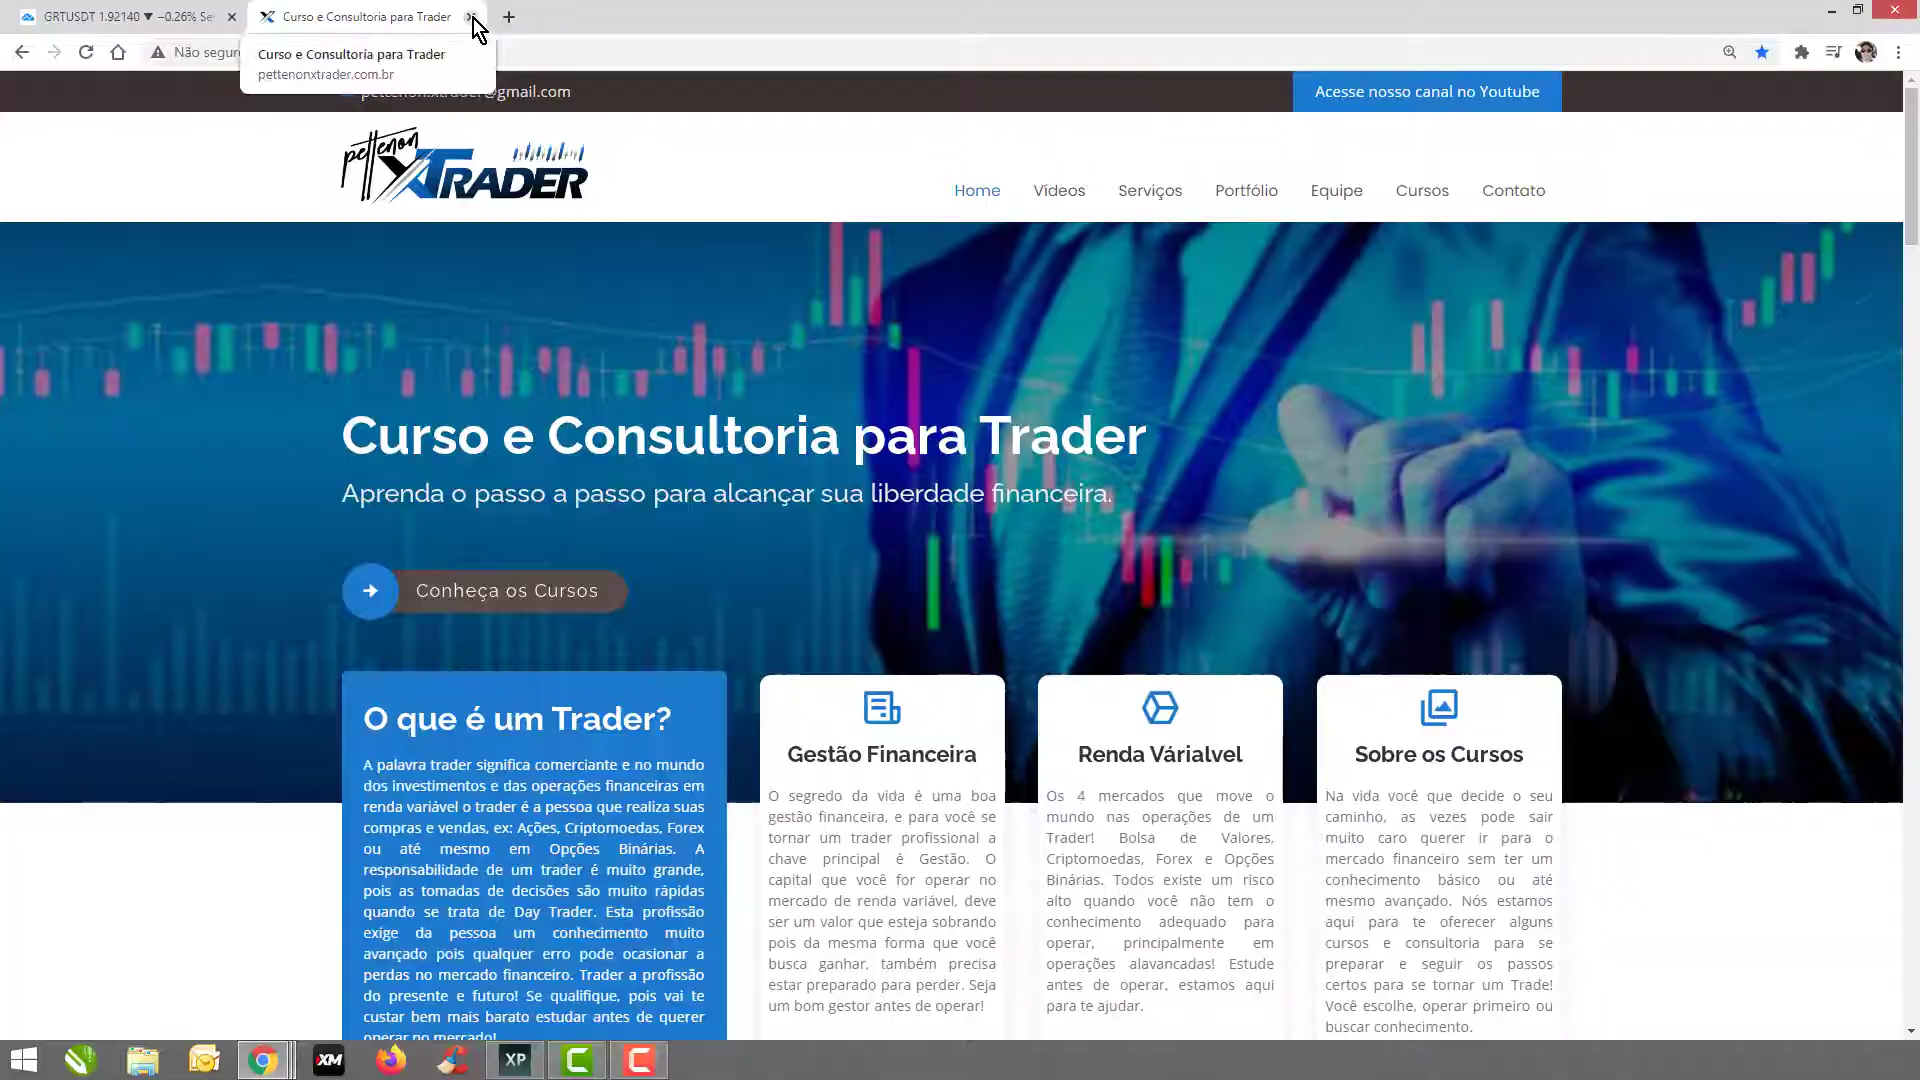 GRTUSDT 1.92140 ▼ −0.26% Se
Curso e Consultoria para Trader
Não segur
Curso e Consultoria para Trader
pettenonxtrader.com.br
pettenon.xtrader@gmail.com
Acesse nosso canal no Youtube
pettenon
XTRADER
Home
Vídeos
Serviços
Portfólio
Equipe
Cursos
Contato
Curso e Consultoria para Trader
Aprenda o passo a passo para alcançar sua liberdade financeira.
Conheça os Cursos
O que é um Trader?
A palavra trader significa comerciante e no mundo
dos investimentos e das operações financeiras em
renda variável o trader é a pessoa que realiza suas
compras e vendas, ex: Ações, Criptomoedas, Forex
ou até mesmo em Opções Binárias. A
responsabilidade de um trader é muito grande,
pois as tomadas de decisões são muito rápidas
quando se trata de Day Trader. Esta profissão
exige da pessoa um conhecimento muito
avançado pois qualquer erro pode ocasionar a
perdas no mercado financeiro. Trader a profissão
do presente e futuro! Se qualifique, pois vai te
custar bem mais barato estudar antes de querer
operar no mercado!
Gestão Financeira
O segredo da vida é uma boa
gestão financeira, e para você se
tornar um trader profissional a
chave principal é Gestão. O
capital que você for operar no
mercado de renda variável, deve
ser um valor que esteja sobrando
pois da mesma forma que você
busca ganhar, também precisa
estar preparado para perder. Seja
um bom gestor antes de operar!
Renda Várialvel
Os 4 mercados que move o
mundo nas operações de um
Trader! Bolsa de Valores,
Criptomoedas, Forex e Opções
Binárias. Todos existe um risco
alto quando você não tem o
conhecimento adequado para
operar, principalmente em
operações alavancadas! Estude
antes de operar, estamos aqui
para te ajudar.
Sobre os Cursos
Na vida você que decide o seu
caminho, as vezes pode sair
muito caro querer ir para o
mercado financeiro sem ter um
conhecimento básico ou até
mesmo avançado. Nós estamos
aqui para te oferecer alguns
cursos e consultoria para se
preparar e seguir os passos
certos para se tornar um Trade!
Você escolhe, operar primeiro ou
buscar conhecimento.
XM
XP